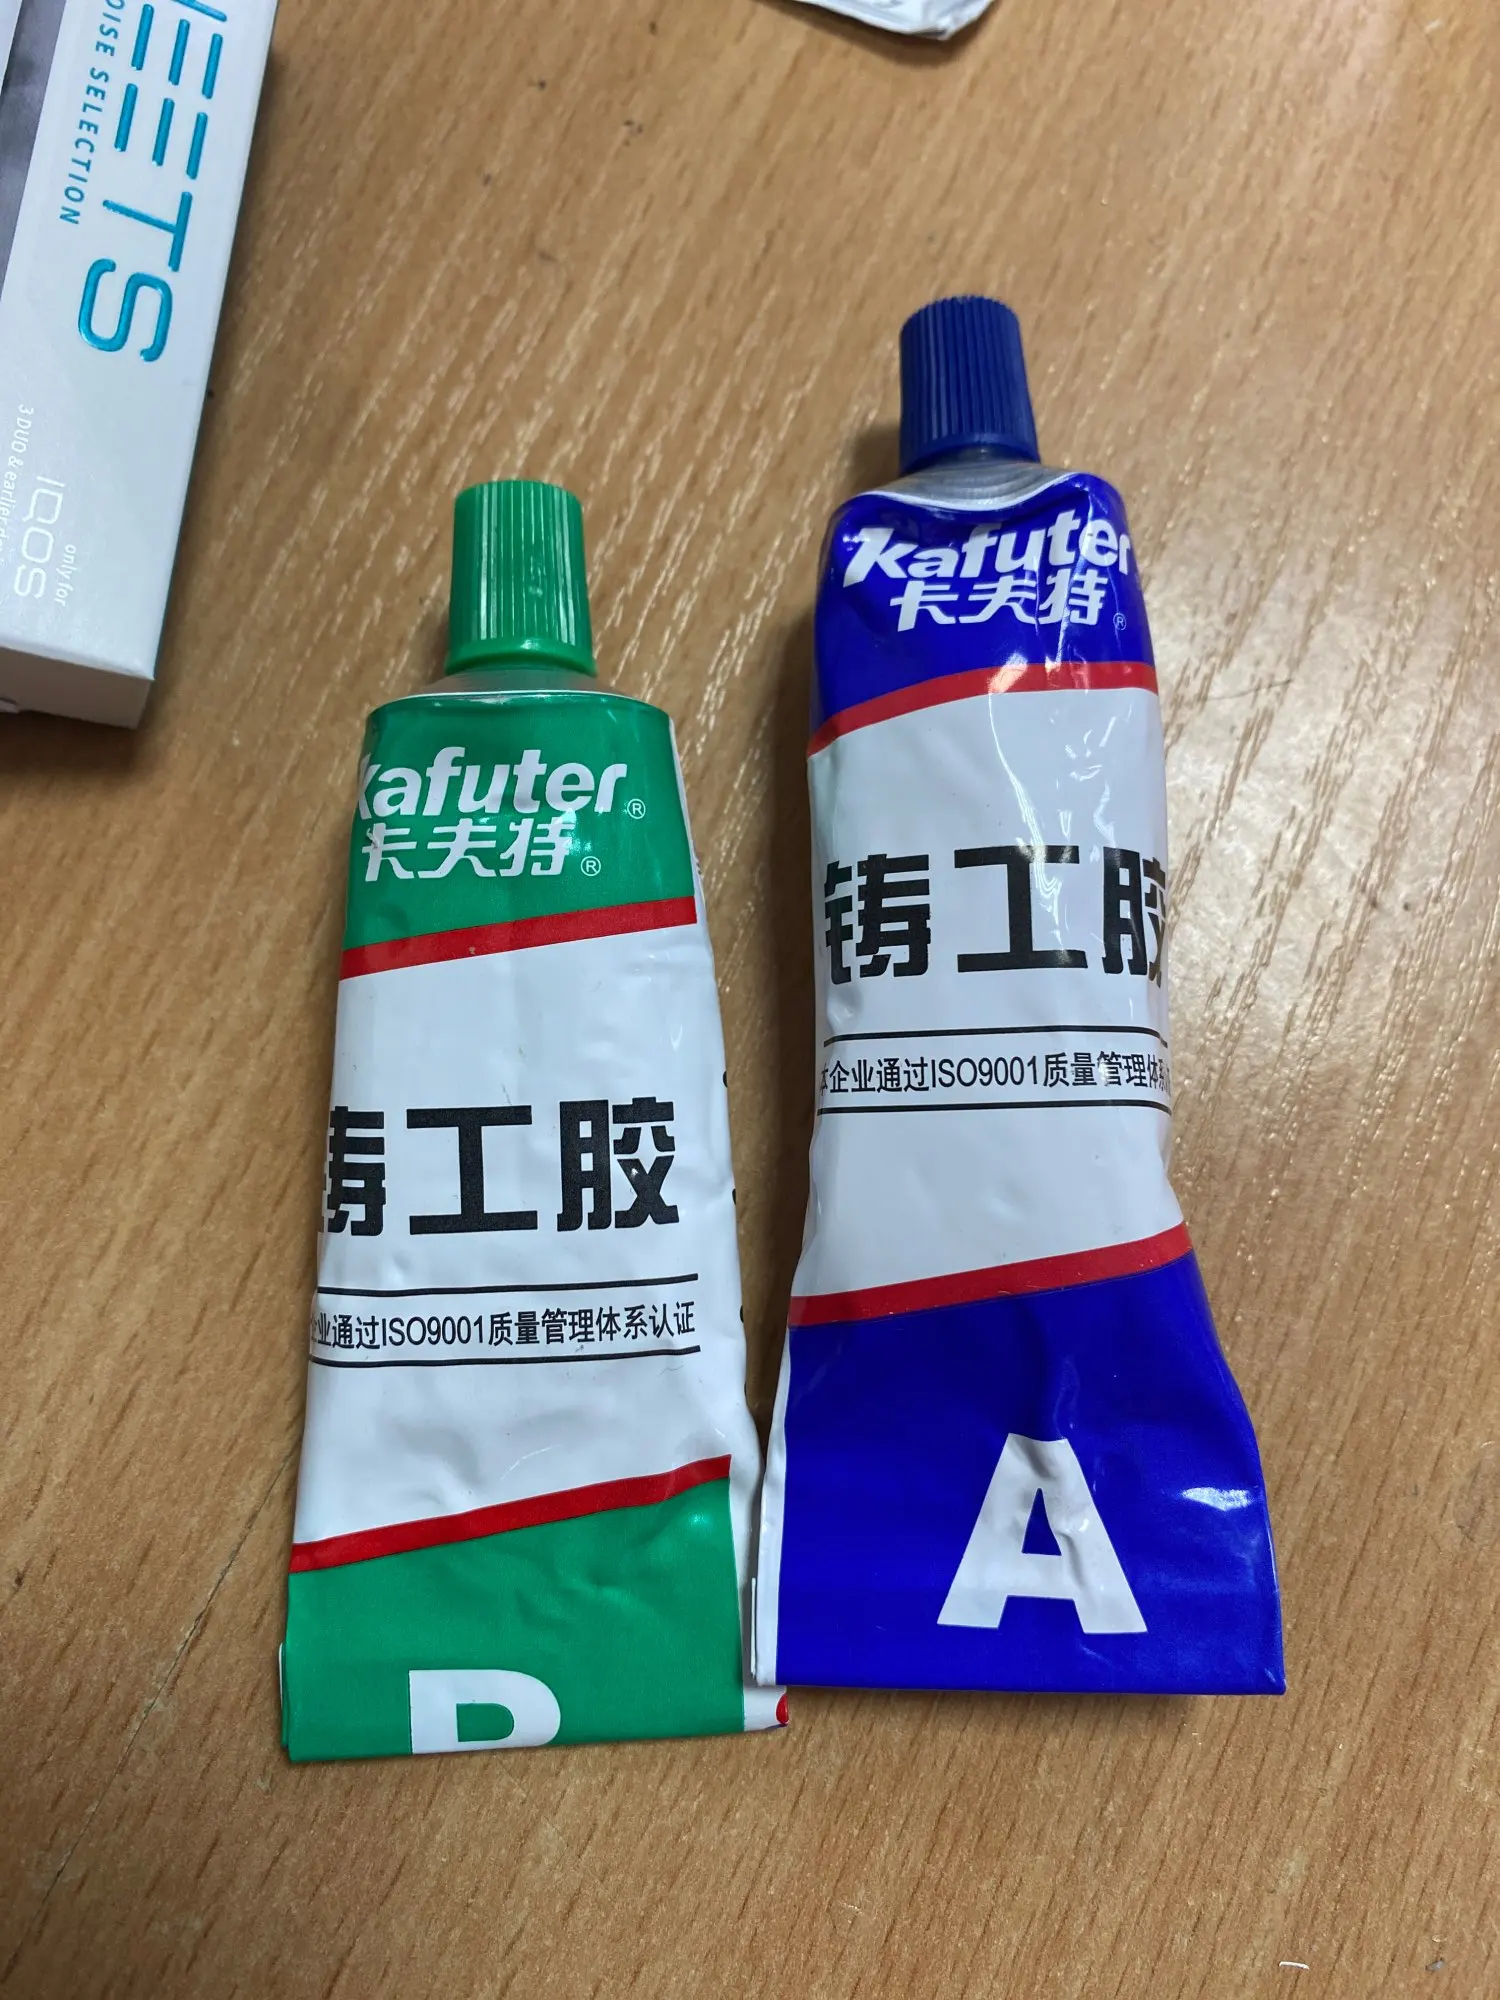 EETS
OISE SELECTION
only for
IQOS
3 DUO & earlier
Kafuter®
卡夫特®
铸工胶
企业通过ISO9001质量管理体系认证
B
Kafuter
卡夫特®
铸工胶
本企业通过ISO9001质量管理体系
A